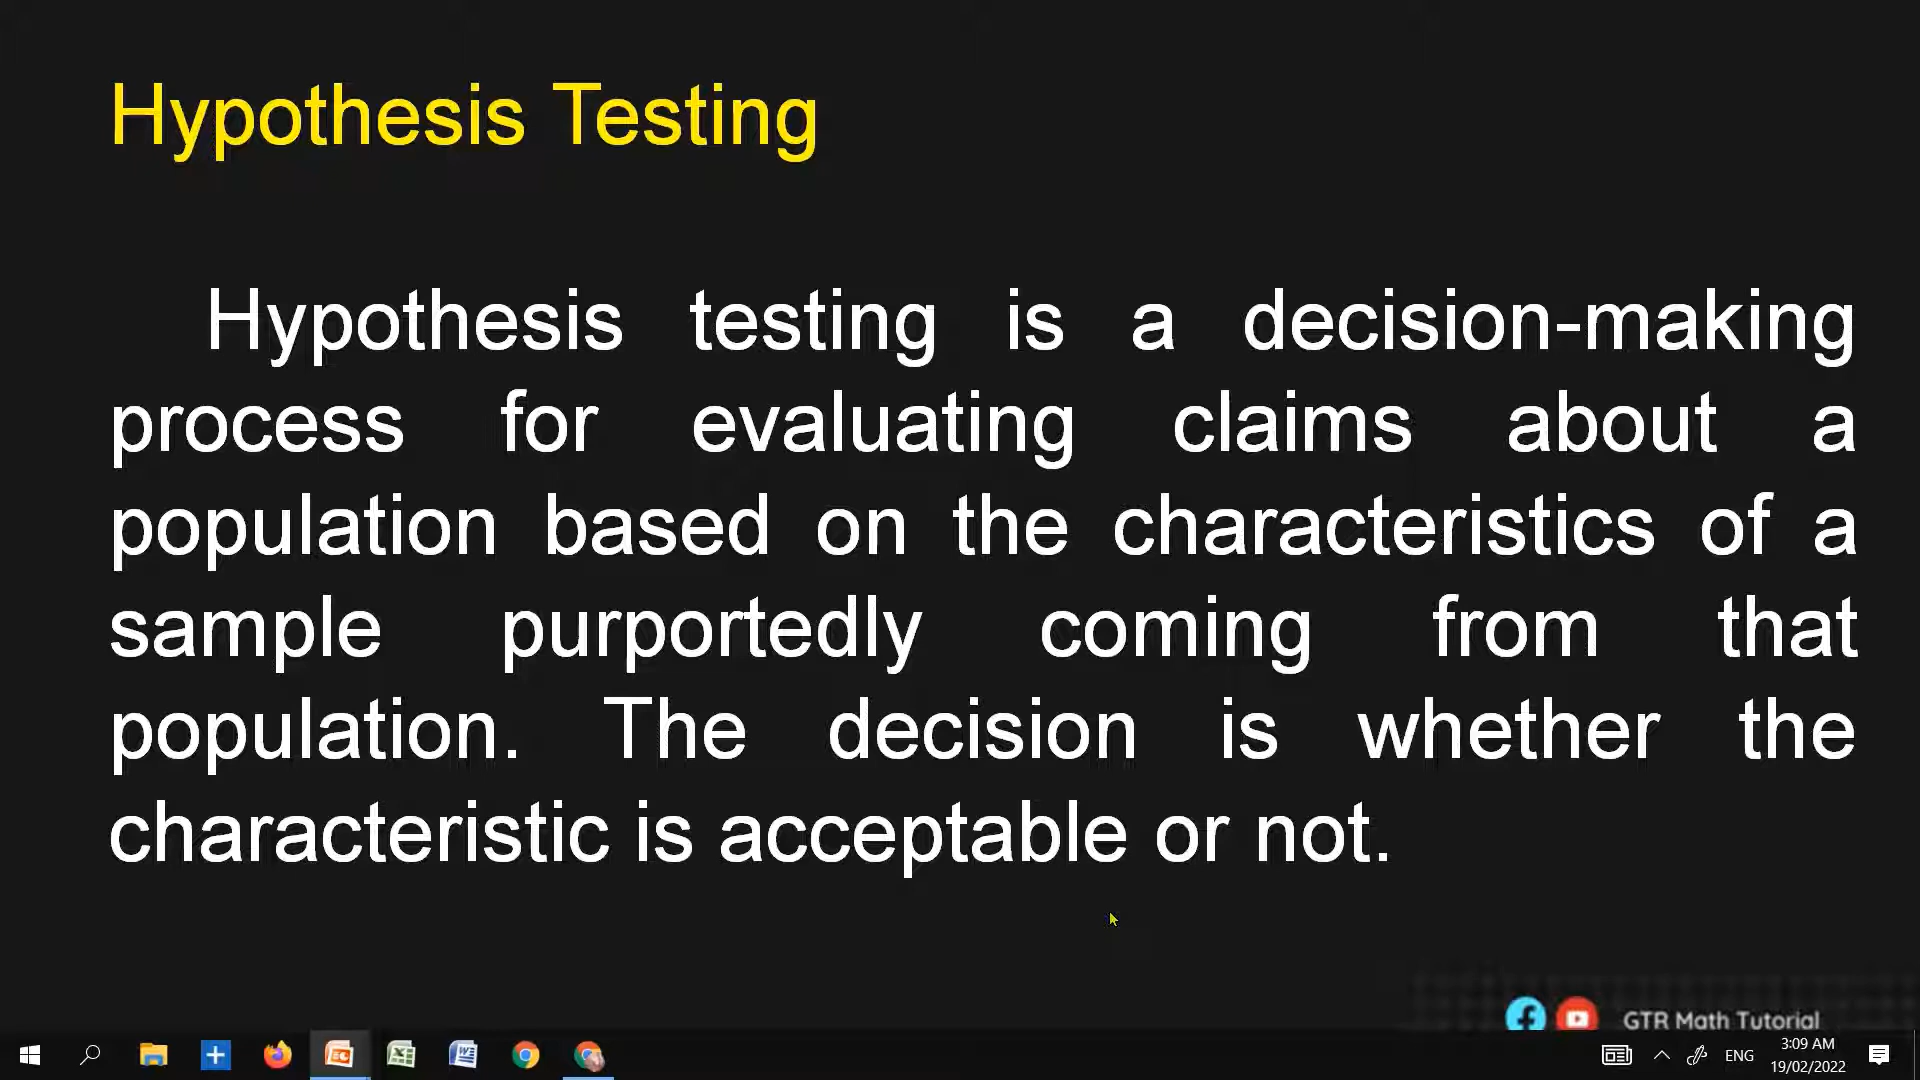 Hypothesis Testing
Hypothesis testing is a decision-making
process for evaluating claims about a
population based on the characteristics of a
sample purportedly coming from that
population. The decision is whether the
characteristic is acceptable or not.
GTR Math Tutorial
ENG
3:09 AM
19/02/2022